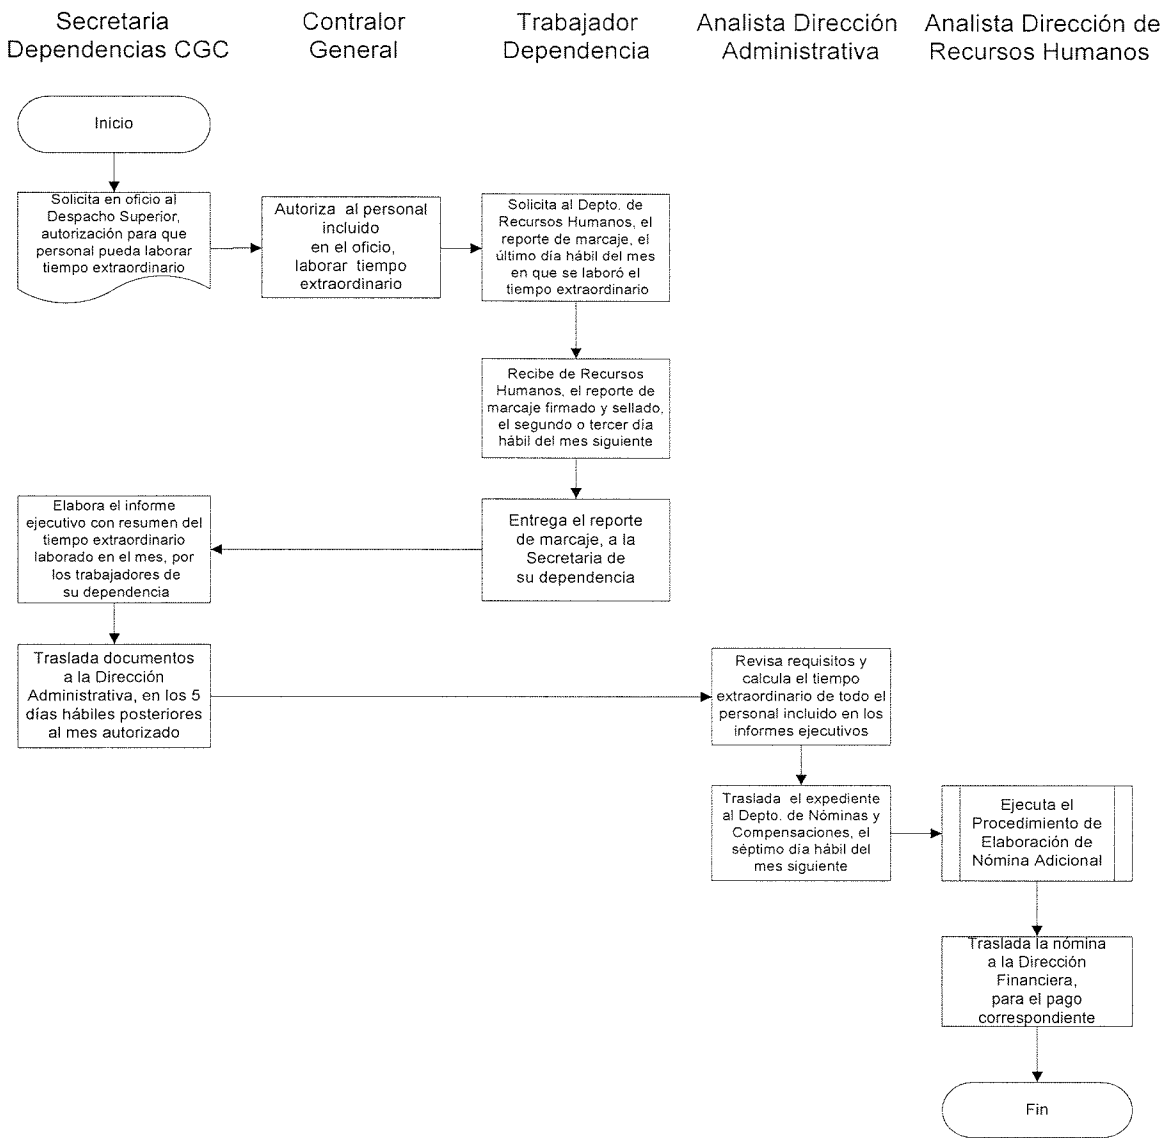 Secretaria
Dependencias CGC
Contralor
General
Trabajador
Dependencia
Analista Dirección
Administrativa
Analista Dirección de
Recursos Humanos
Inicio
Solicita en oficio al
Despacho Superior,
autorización para que
personal pueda laborar
tiempo extraordinario
Autoriza al personal
incluido
en el oficio,
laborar tiempo
extraordinario
Solicita al Depto. de
Recursos Humanos, el
reporte de marcaje, el
último día hábil del mes
en que se laboró el
tiempo extraordinario
Recibe de Recursos
Humanos, el reporte de
marcaje firmado y sellado,
el segundo o tercer día
hábil del mes siguiente
Entrega el reporte
de marcaje, a la
Secretaria de
su dependencia
Elabora el informe
ejecutivo con resumen del
tiempo extraordinario
laborado en el mes, por
los trabajadores de
su dependencia
Traslada documentos
a la Dirección
Administrativa, en los 5
días hábiles posteriores
al mes autorizado
Revisa requisitos y
calcula el tiempo
extraordinario de todo el
personal incluido en los
informes ejecutivos
Traslada el expediente
al Depto. de Nóminas y
Compensaciones, el
séptimo día hábil del
mes siguiente
Ejecuta el
Procedimiento de
Elaboración de
Nómina Adicional
Traslada la nómina
a la Dirección
Financiera,
para el pago
correspondiente
Fin